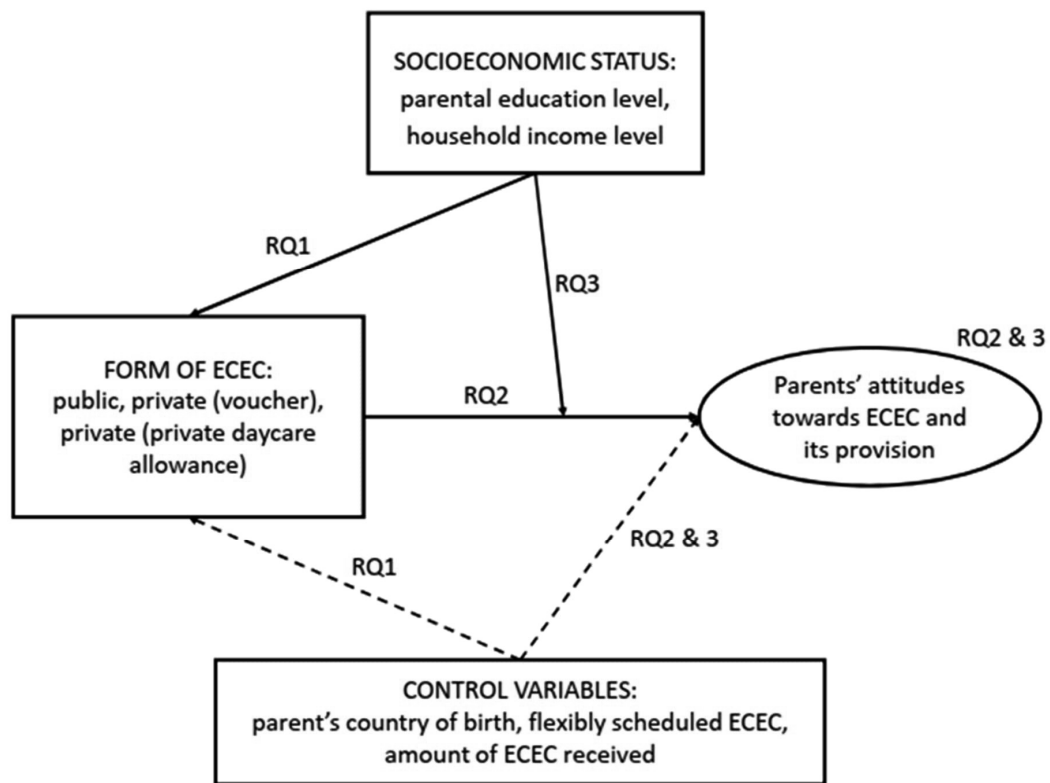 SOCIOECONOMIC STATUS:
parental education level,
household income level
RQ1
RQ3
FORM OF ECEC:
public, private (voucher),
private (private daycare
allowance)
RQ2
RQ2 & 3
Parents’ attitudes
towards ECEC and
its provision
RQ1
RQ2 & 3
CONTROL VARIABLES:
parent’s country of birth, flexibly scheduled ECEC,
amount of ECEC received